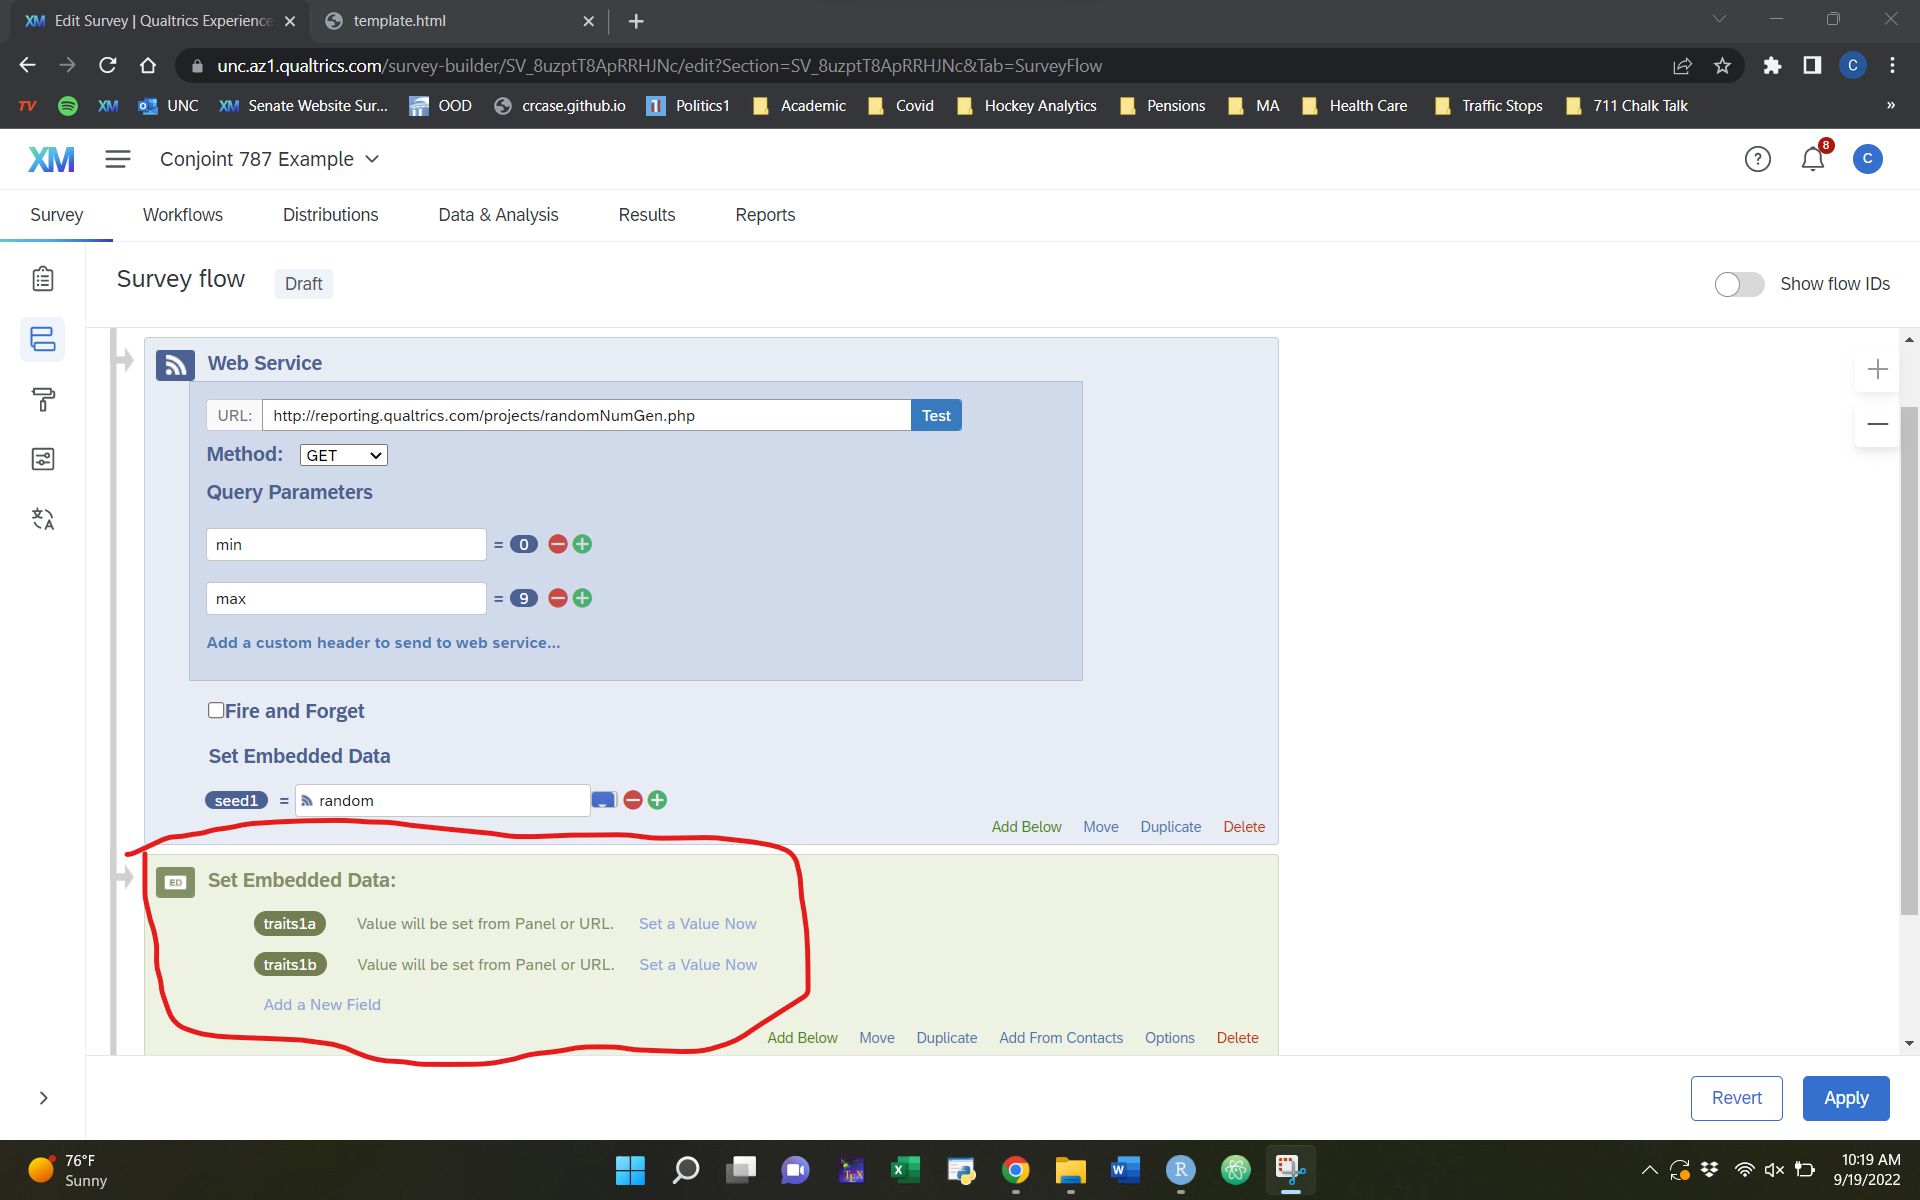 XM Edit Survey | Qualtrics Experience
template.html
unc.az1.qualtrics.com/survey-builder/SV_8uzptT8ApRRHJNc/edit?Section=SV_8uzptT8ApRRHJNc&Tab=SurveyFlow
C
TV XM UNC XM Senate Website Sur... OOD crcase.github.io 1 Politics1 Academic Covid Hockey Analytics Pensions MA Health Care Traffic Stops 711 Chalk Talk »
XM Conjoint 787 Example ? 8 C
Survey Workflows Distributions Data & Analysis Results Reports
Survey flow Draft Show flow IDs
Web Service
URL: http://reporting.qualtrics.com/projects/randomNumGen.php Test
Method: GET
Query Parameters
min = 0
max = 9
Add a custom header to send to web service...
Fire and Forget
Set Embedded Data
seed1 = random
Add Below Move Duplicate Delete
ED Set Embedded Data:
traits1a Value will be set from Panel or URL. Set a Value Now
traits1b Value will be set from Panel or URL. Set a Value Now
Add a New Field
Add Below Move Duplicate Add From Contacts Options Delete
Revert Apply
76°F
Sunny
10:19 AM
9/19/2022